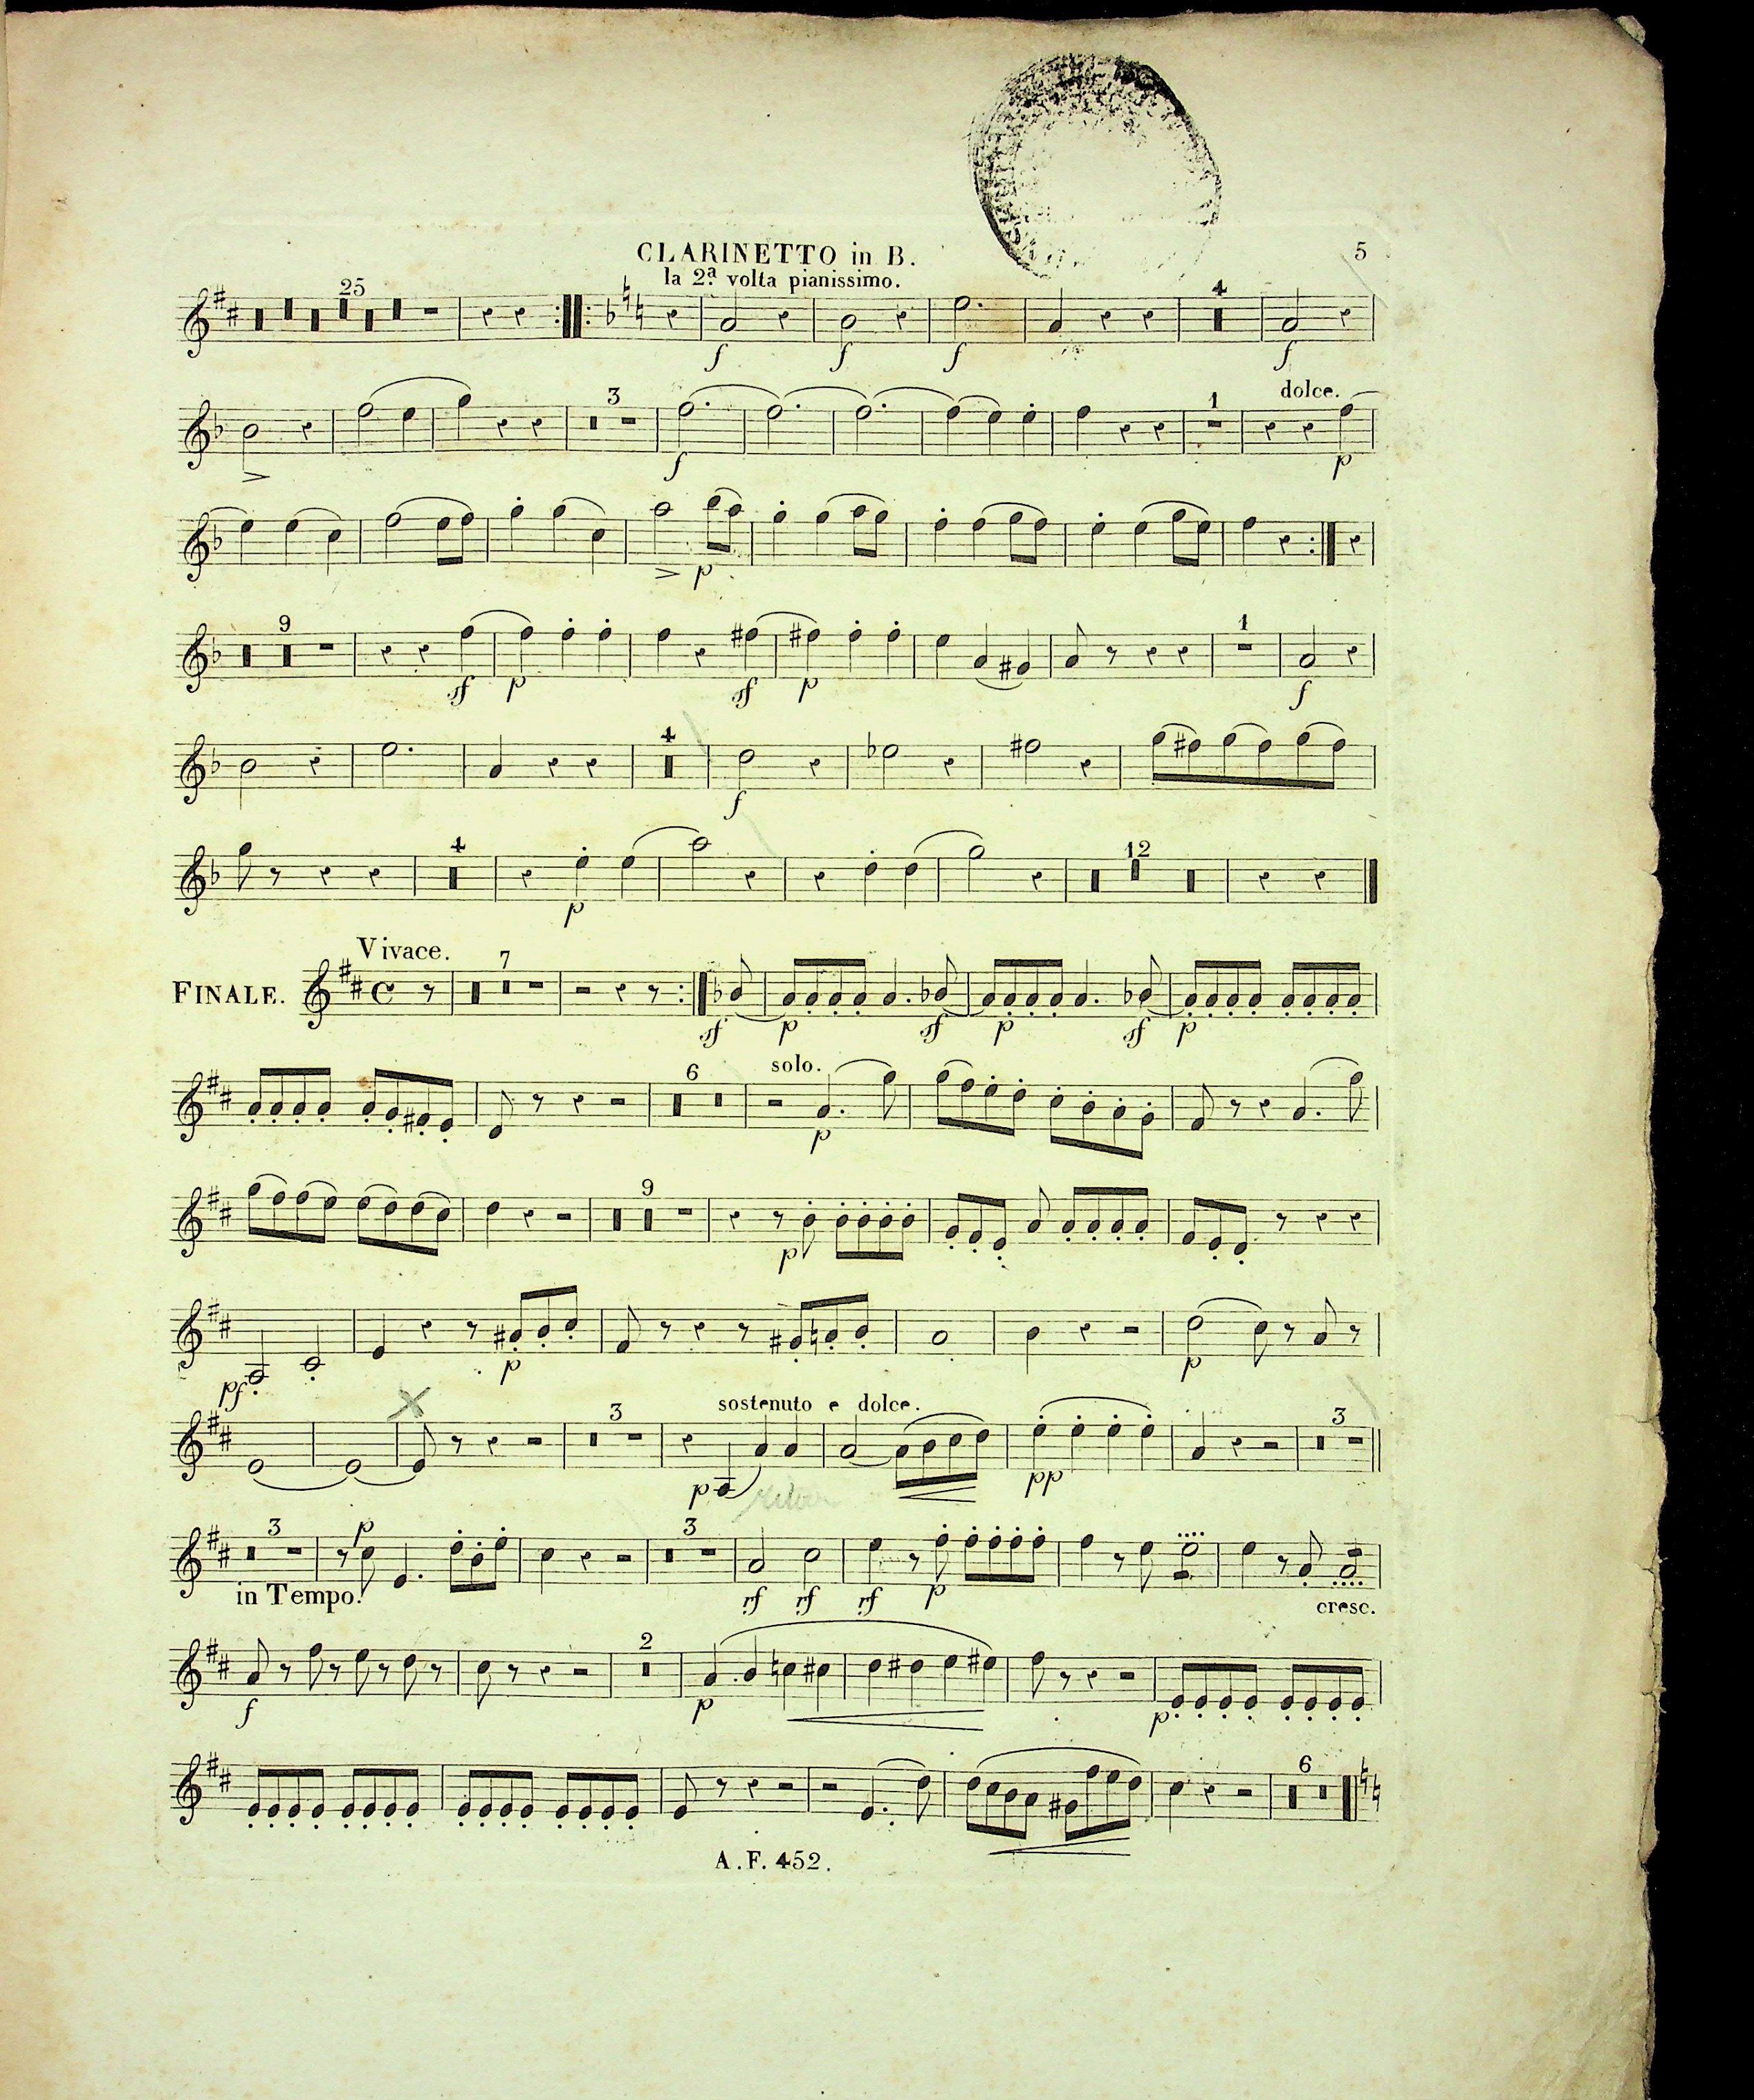 CLARINETTO in B.
5
la 2ª volta pianissimo.
25
4
f f f f
3
1
dolce.
f p
p
9
1
sf p sf p f
4
f
4
12
p
Vivace.
7
FINALE.
C
sf p sf p sf p
6
solo.
p
9
p
pf p p
3
sostenuto e dolce.
3
p pp
3
p
3
in Tempo.
rf rf rf p
cresc.
2
f p p
6
A.F. 452.